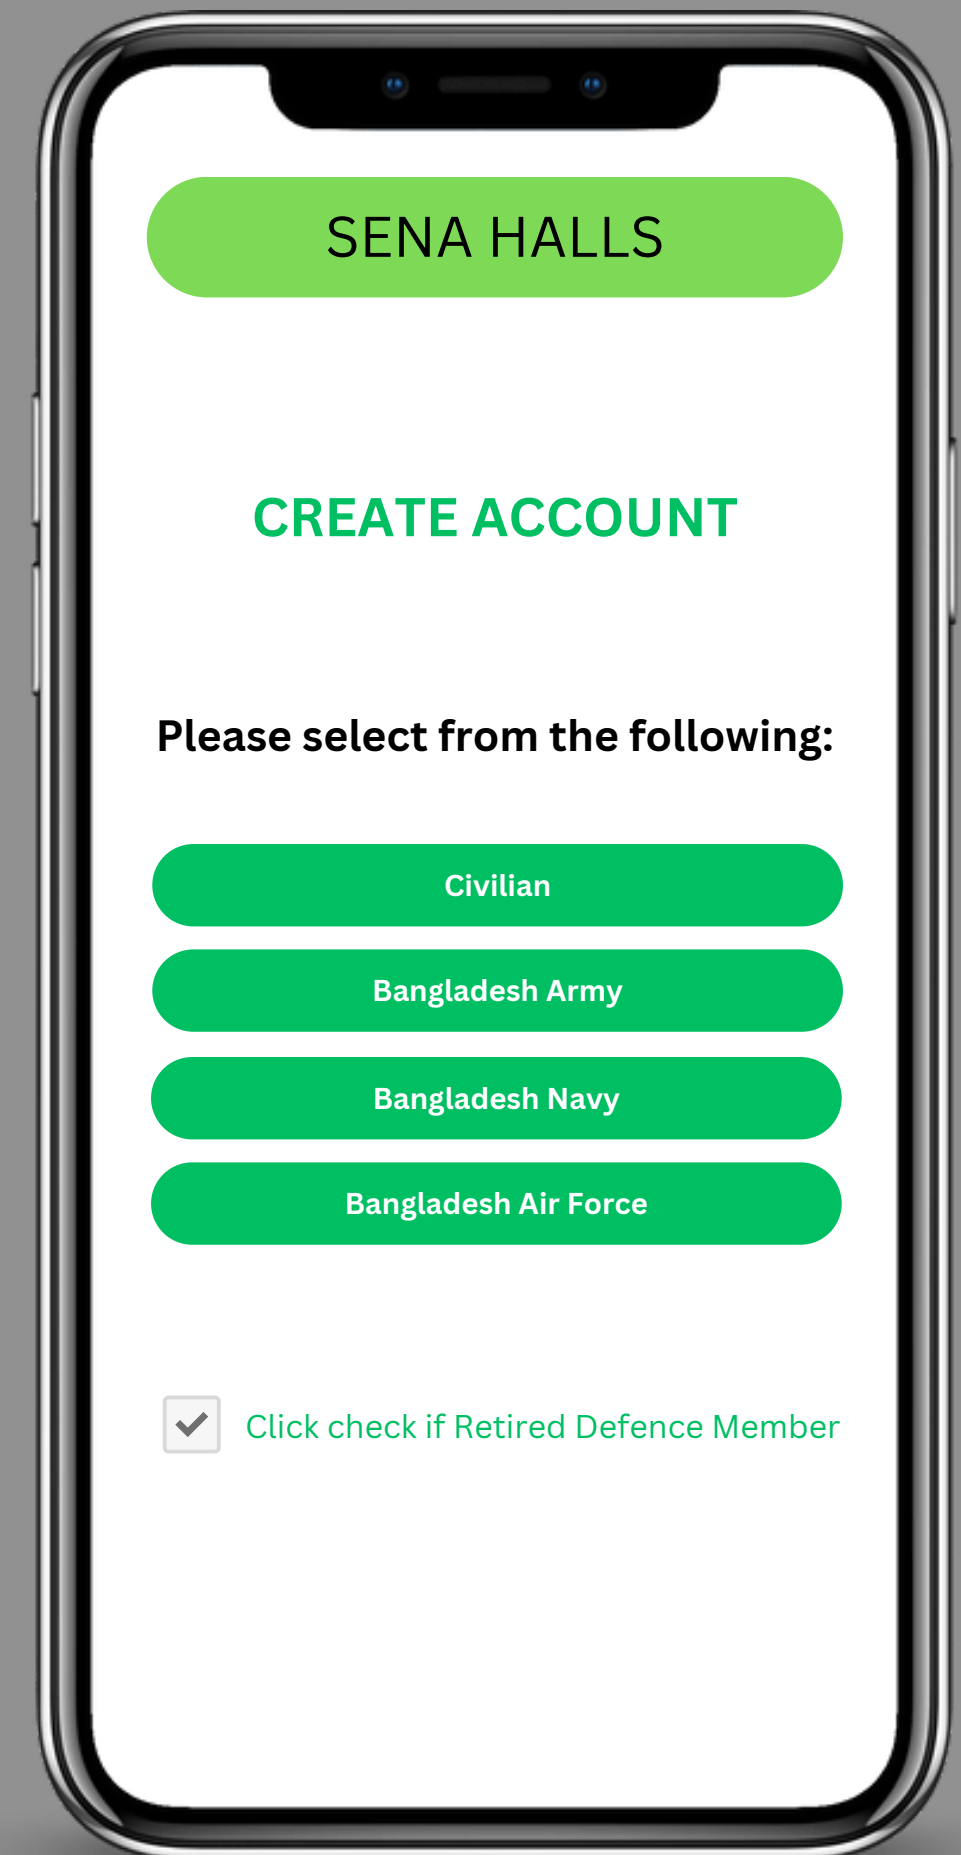 SENA HALLS
CREATE ACCOUNT
Please select from the following:
Civilian
Bangladesh Army
Bangladesh Navy
Bangladesh Air Force
Click check if Retired Defence Member